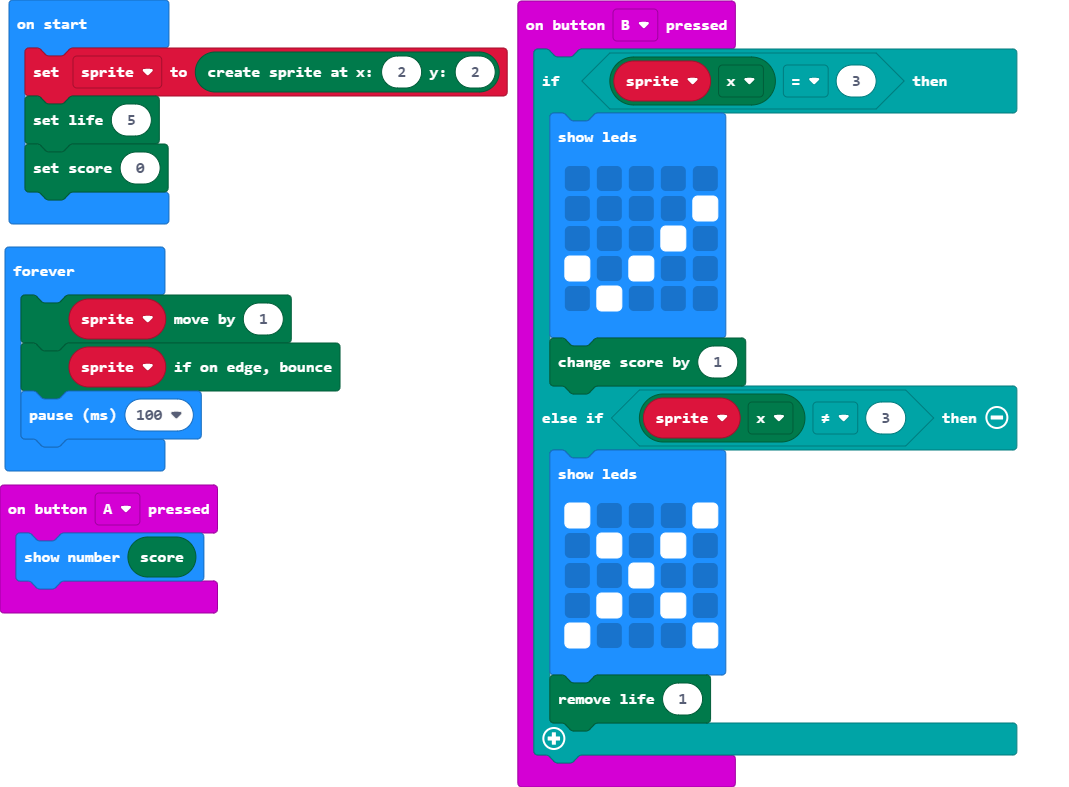 on start
set sprite to create sprite at x: 2 y: 2
set life 5
set score 0
forever
sprite move by 1
sprite if on edge, bounce
pause (ms) 100
on button A pressed
show number score
on button B pressed
if sprite x = 3 then
show leds
change score by 1
else if sprite x ≠ 3 then
show leds
remove life 1